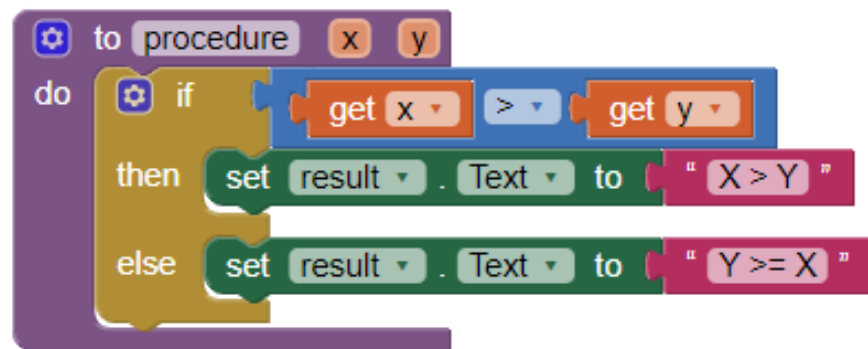 to procedure x y
do if get x > get y
then set result . Text to " X > Y "
else set result . Text to " Y >= X "